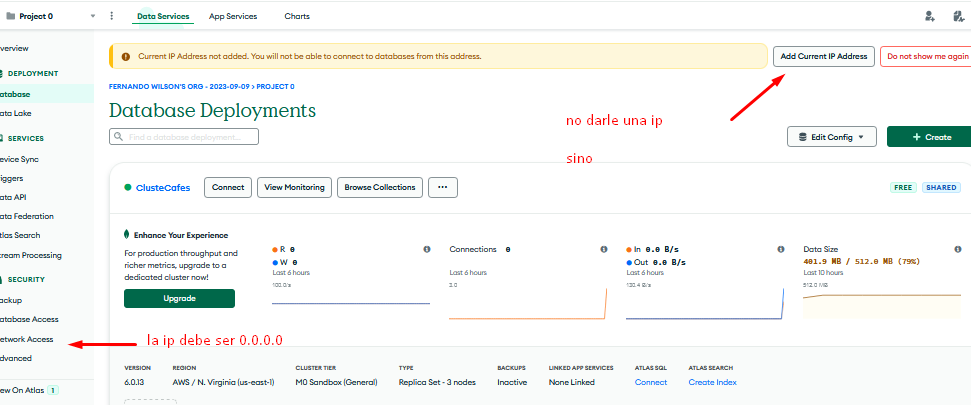 Project 0
Data Services
App Services
Charts
verview
DEPLOYMENT
atabase
ata Lake
SERVICES
evice Sync
riggers
ata API
ata Federation
tlas Search
tream Processing
SECURITY
ackup
atabase Access
etwork Access
dvanced
ew On Atlas 1
Current IP Address not added. You will not be able to connect to databases from this address.
Add Current IP Address
Do not show me again
FERNANDO WILSON'S ORG - 2023-09-09 > PROJECT 0
Database Deployments
no darle una ip
sino
Find a database deployment...
Edit Config
+ Create
ClusteCafes
Connect
View Monitoring
Browse Collections
...
FREE
SHARED
Enhance Your Experience
For production throughput and
richer metrics, upgrade to a
dedicated cluster now!
Upgrade
R 0
W 0
Last 6 hours
100.0/s
Connections 0
Last 6 hours
3.0
In 0.0 B/s
Out 0.0 B/s
Last 6 hours
130.4 B/s
Data Size
401.9 MB / 512.0 MB (79%)
Last 10 hours
512.0 MB
la ip debe ser 0.0.0.0
VERSION
6.0.13
REGION
AWS / N. Virginia (us-east-1)
CLUSTER TIER
M0 Sandbox (General)
TYPE
Replica Set - 3 nodes
BACKUPS
Inactive
LINKED APP SERVICES
None Linked
ATLAS SQL
Connect
ATLAS SEARCH
Create Index